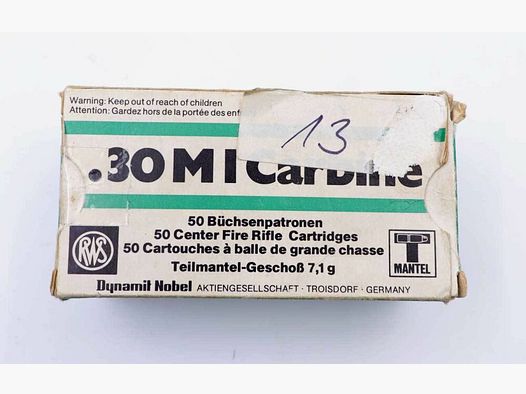 Warning: Keep out of reach of children
Attention: Gardez hors de la portée des enf
13
.30 M1 Carbine
50 Büchsenpatronen
50 Center Fire Rifle Cartridges
50 Cartouches à balle de grande chasse
Teilmantel-Geschoß 7,1 g
RWS
T
MANTEL
Dynamit Nobel AKTIENGESELLSCHAFT · TROISDORF · GERMANY